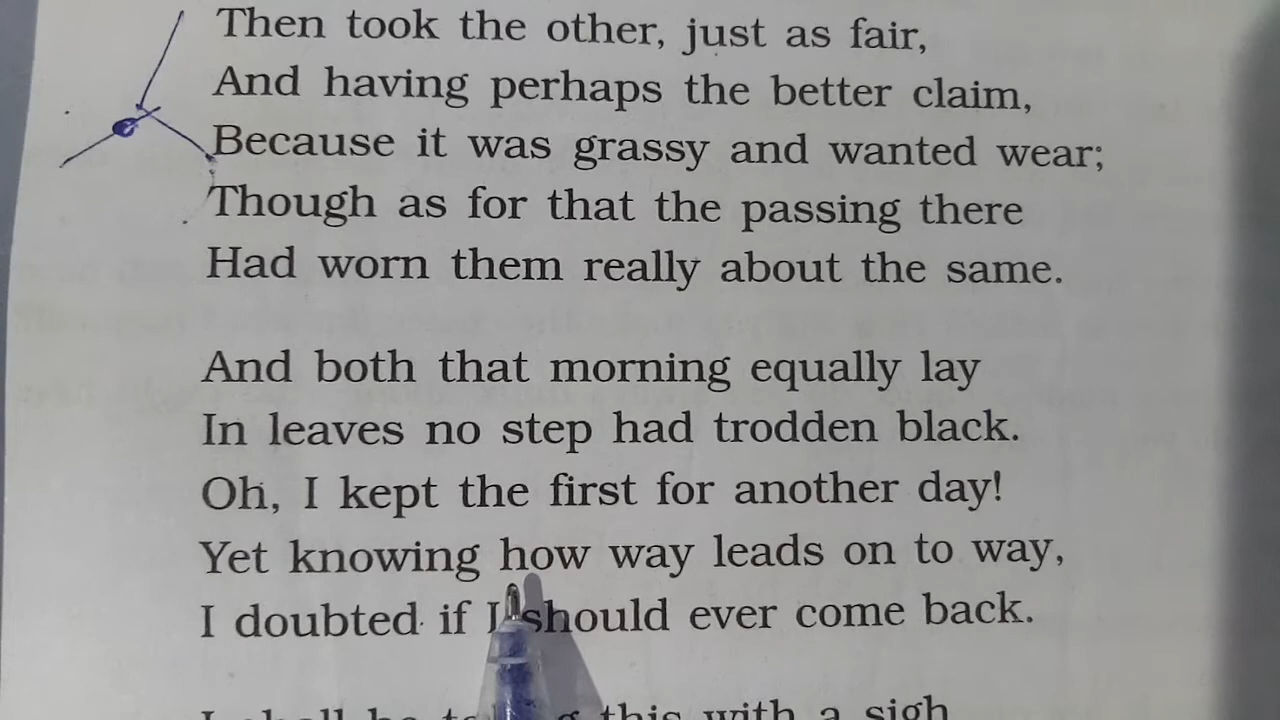 Then took the other, just as fair,
And having perhaps the better claim,
Because it was grassy and wanted wear;
Though as for that the passing there
Had worn them really about the same.
And both that morning equally lay
In leaves no step had trodden black.
Oh, I kept the first for another day!
Yet knowing how way leads on to way,
I doubted if I should ever come back.
I shall be this with a sigh